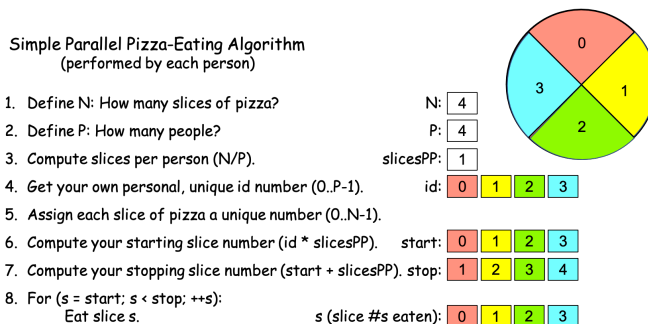 Simple Parallel Pizza-Eating Algorithm
(performed by each person)
0
1
2
3
1. Define N: How many slices of pizza? N: 4
2. Define P: How many people? P: 4
3. Compute slices per person (N/P). slicesPP: 1
4. Get your own personal, unique id number (0..P-1). id: 0 1 2 3
5. Assign each slice of pizza a unique number (0..N-1).
6. Compute your starting slice number (id * slicesPP). start: 0 1 2 3
7. Compute your stopping slice number (start + slicesPP). stop: 1 2 3 4
8. For (s = start; s < stop; ++s):
Eat slice s. s (slice #s eaten): 0 1 2 3